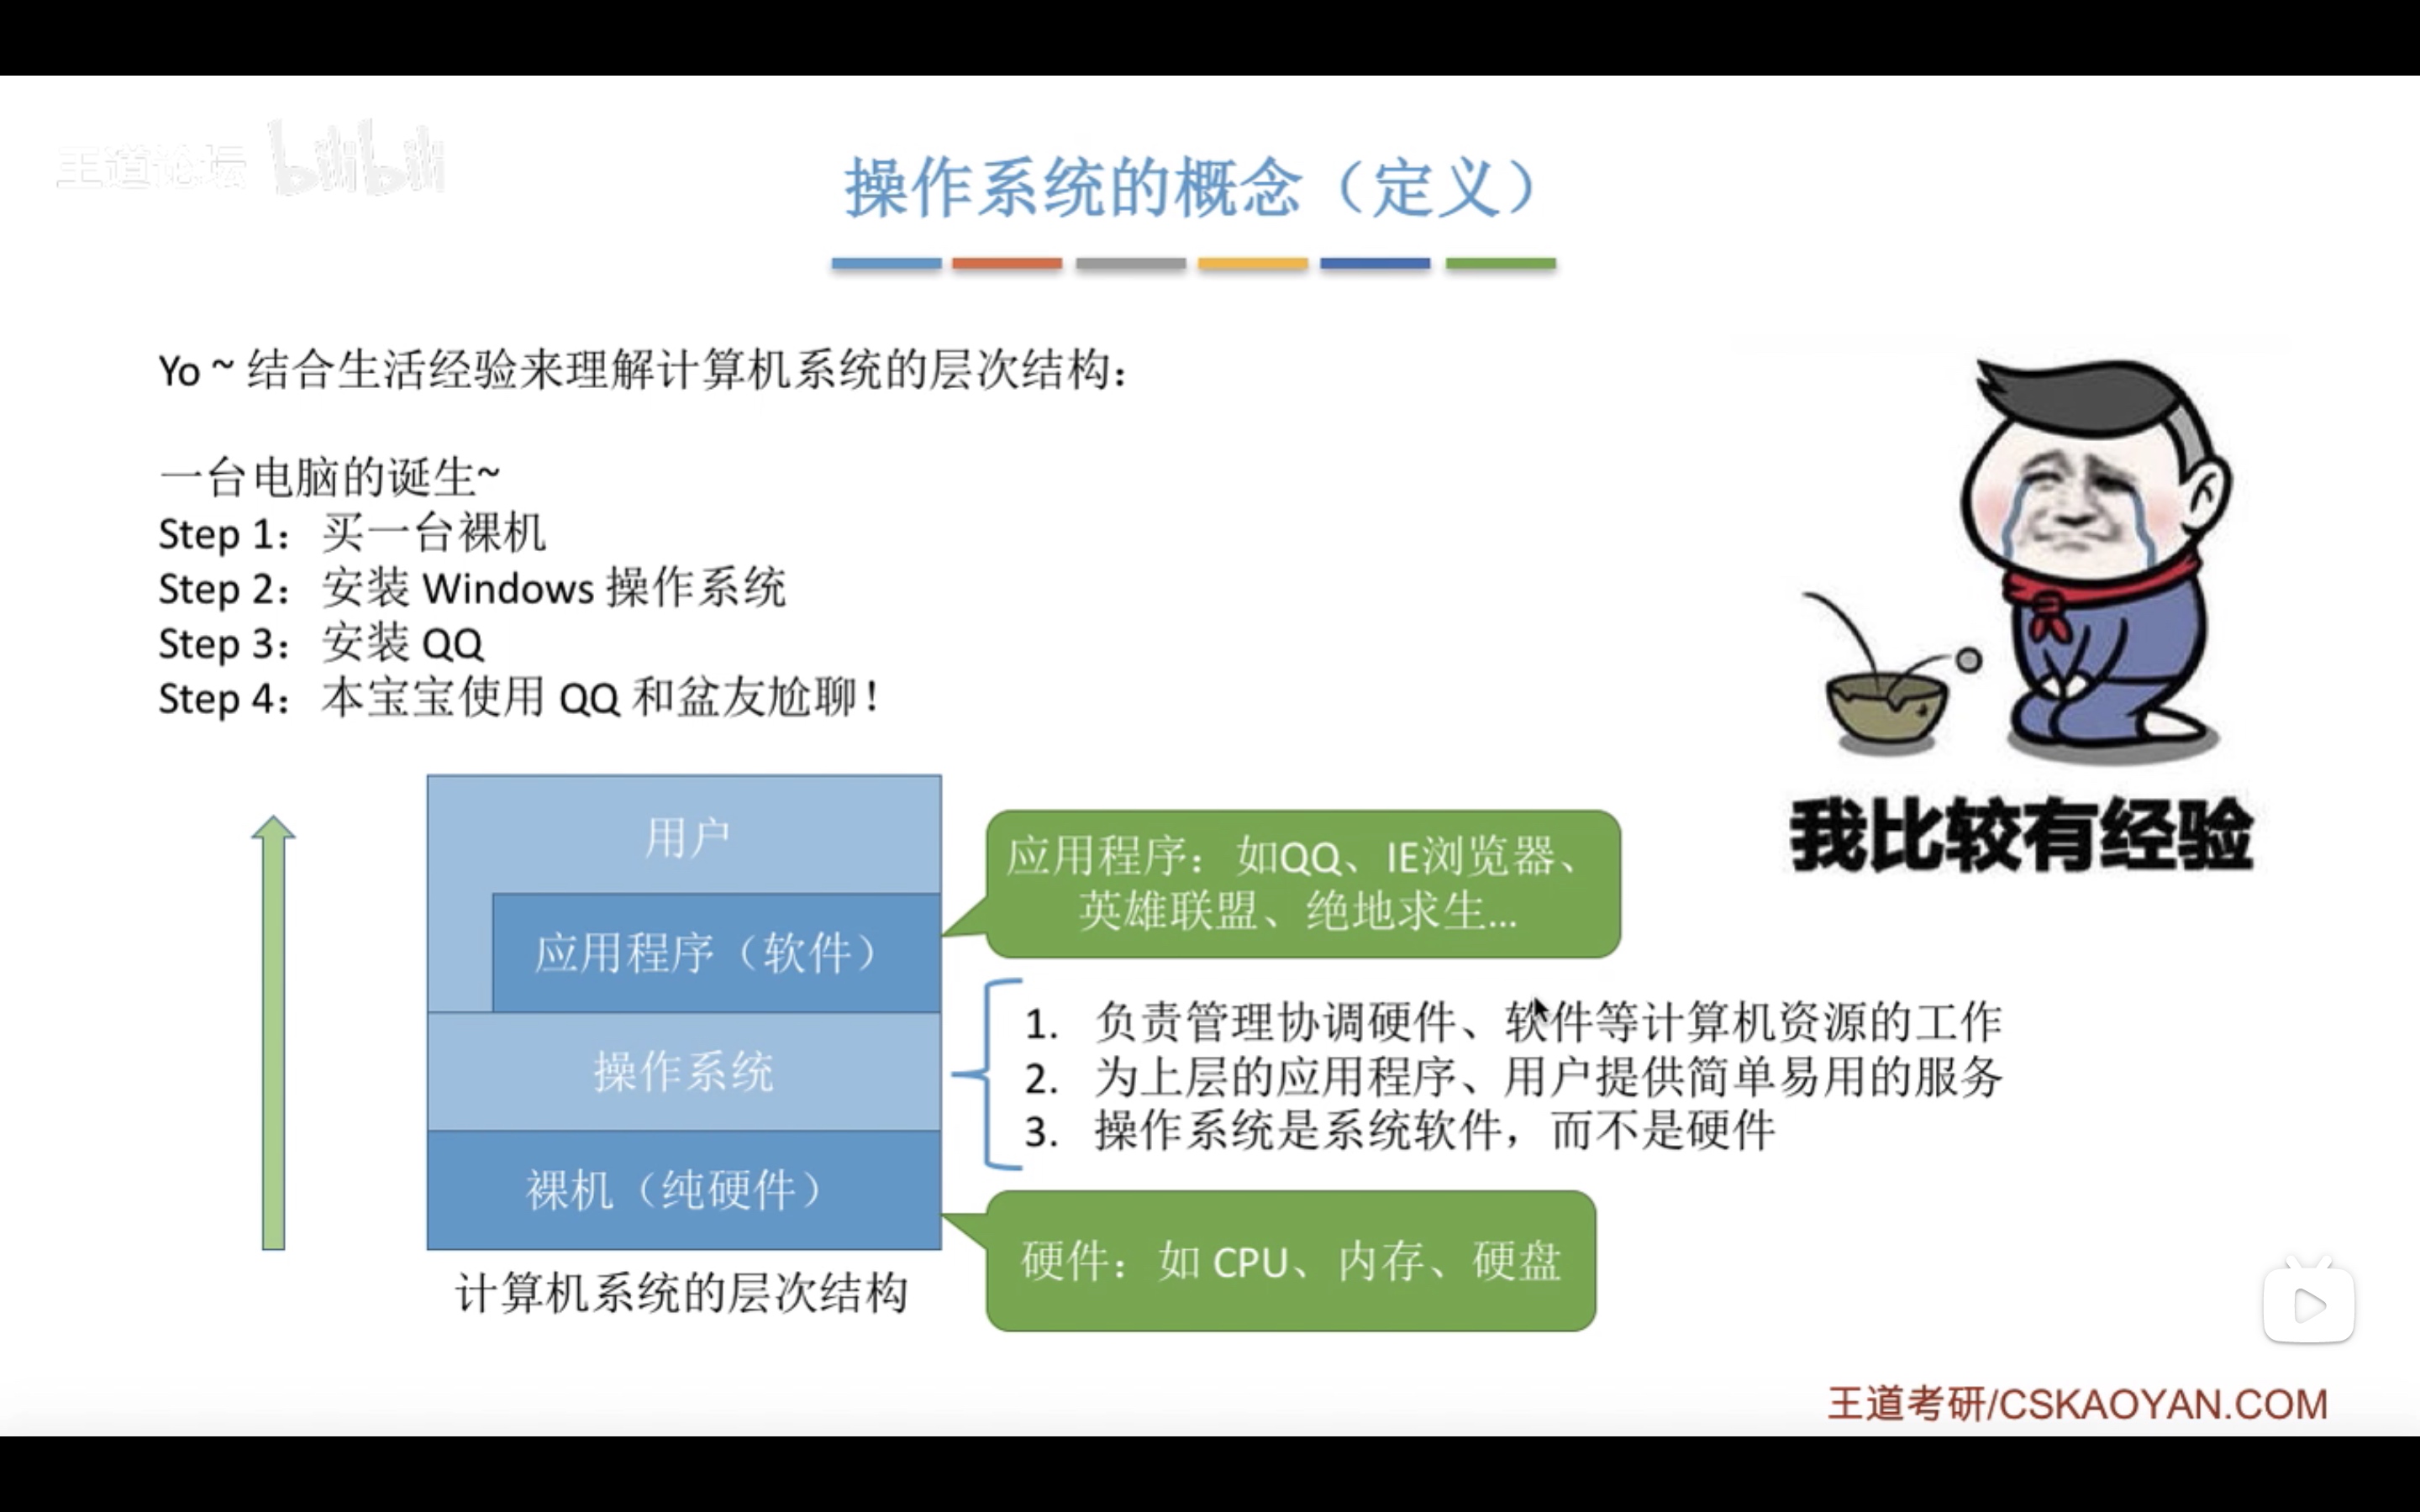 王道论坛 bilibili
操作系统的概念（定义）
Yo ~ 结合生活经验来理解计算机系统的层次结构：
一台电脑的诞生~
Step 1： 买一台裸机
Step 2： 安装 Windows 操作系统
Step 3： 安装 QQ
Step 4： 本宝宝使用 QQ 和盆友尬聊！
我比较有经验
用户
应用程序（软件）
操作系统
裸机（纯硬件）
计算机系统的层次结构
应用程序：如QQ、IE浏览器、
英雄联盟、绝地求生...
1. 负责管理协调硬件、软件等计算机资源的工作
2. 为上层的应用程序、用户提供简单易用的服务
3. 操作系统是系统软件，而不是硬件
硬件：如 CPU、内存、硬盘
王道考研/CSKAOYAN.COM